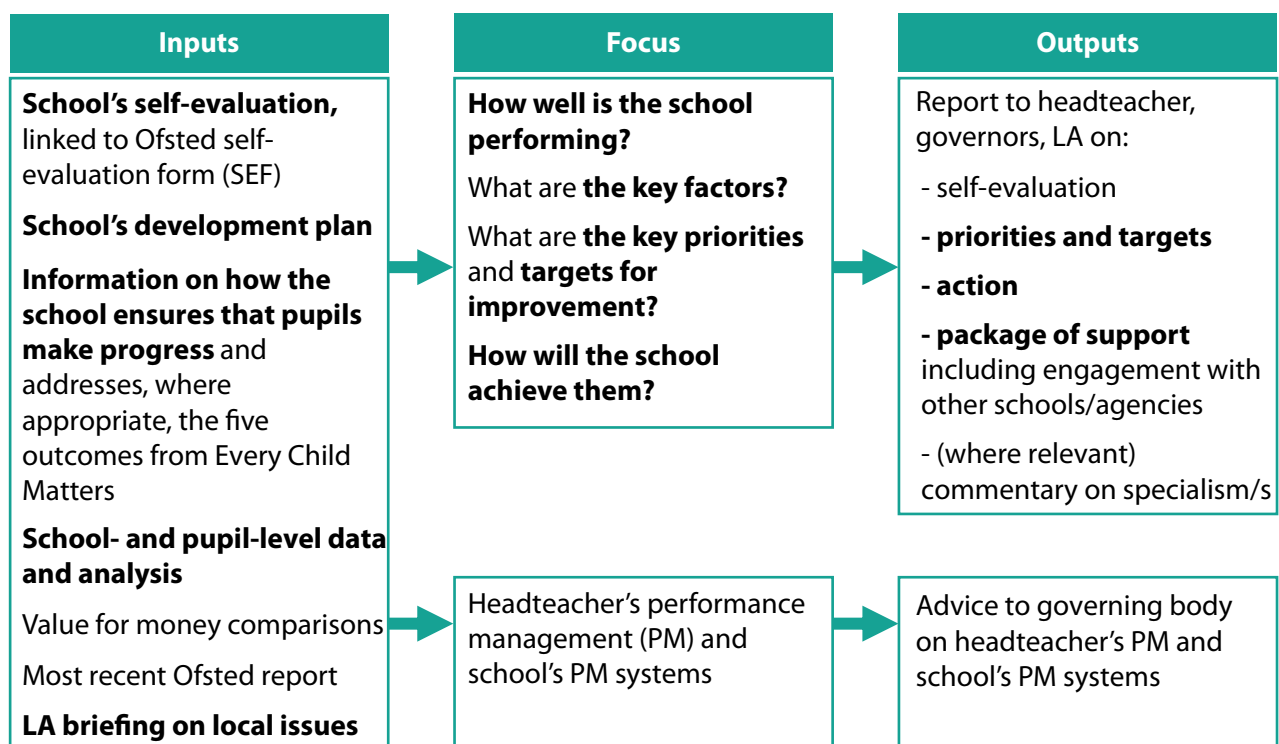 Inputs
School's self-evaluation,
linked to Ofsted self-
evaluation form (SEF)
School's development plan
Information on how the
school ensures that pupils
make progress and
addresses, where
appropriate, the five
outcomes from Every Child
Matters
School- and pupil-level data
and analysis
Value for money comparisons
Most recent Ofsted report
LA briefing on local issues
Focus
How well is the school
performing?
What are the key factors?
What are the key priorities
and targets for
improvement?
How will the school
achieve them?
Headteacher's performance
management (PM) and
school's PM systems
Outputs
Report to headteacher,
governors, LA on:
- self-evaluation
- priorities and targets
- action
- package of support
including engagement with
other schools/agencies
- (where relevant)
commentary on specialism/s
Advice to governing body
on headteacher's PM and
school's PM systems